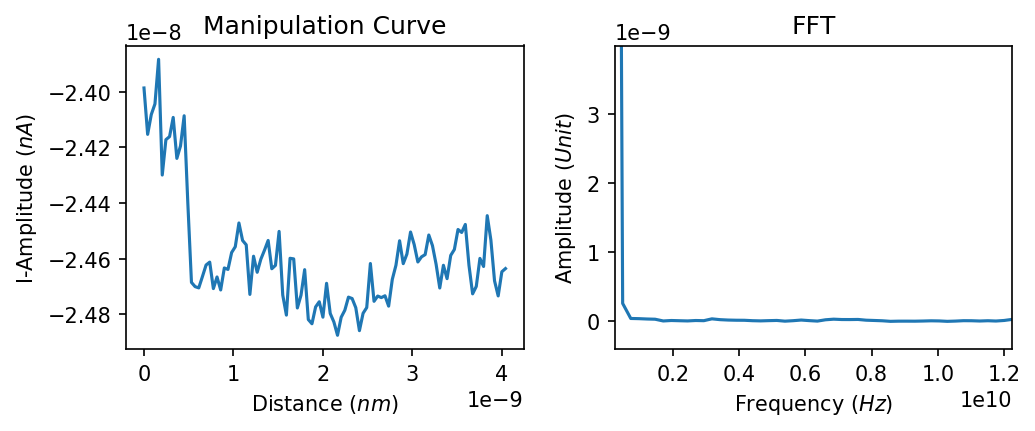 Manipulation Curve
1e−8
I-Amplitude (nA)
−2.40
−2.42
−2.44
−2.46
−2.48
0 1 2 3 4
1e−9
Distance (nm)
FFT
1e−9
Amplitude (Unit)
3
2
1
0
0.2 0.4 0.6 0.8 1.0 1.2
1e10
Frequency (Hz)